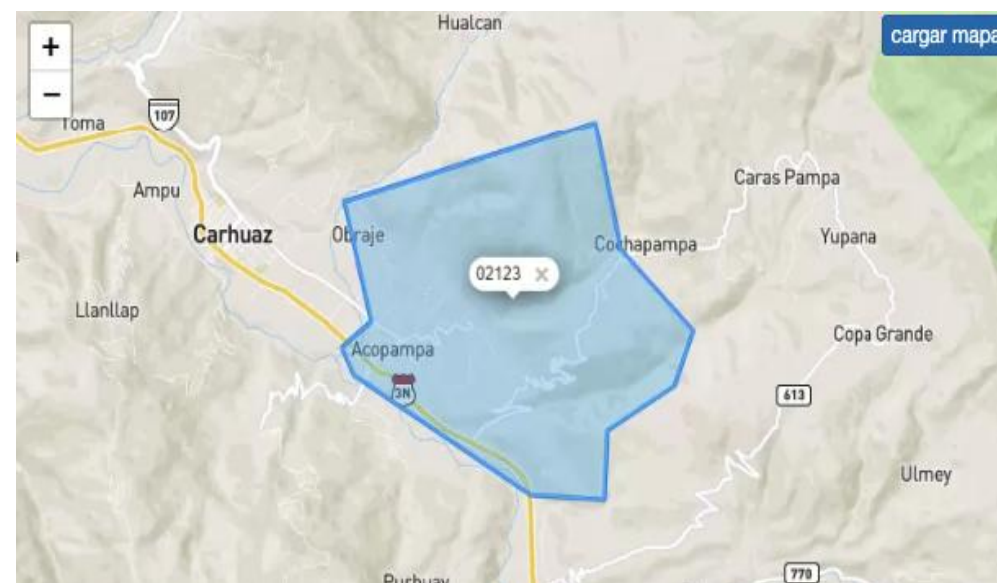 Hualcan
+
cargar mapa
−
Toma
107
Caras Pampa
Ampu
Carhuaz
Obraje
Cochapampa
Yupana
02123 ×
Llanllap
Copa Grande
Acopampa
3N
613
Ulmey
770